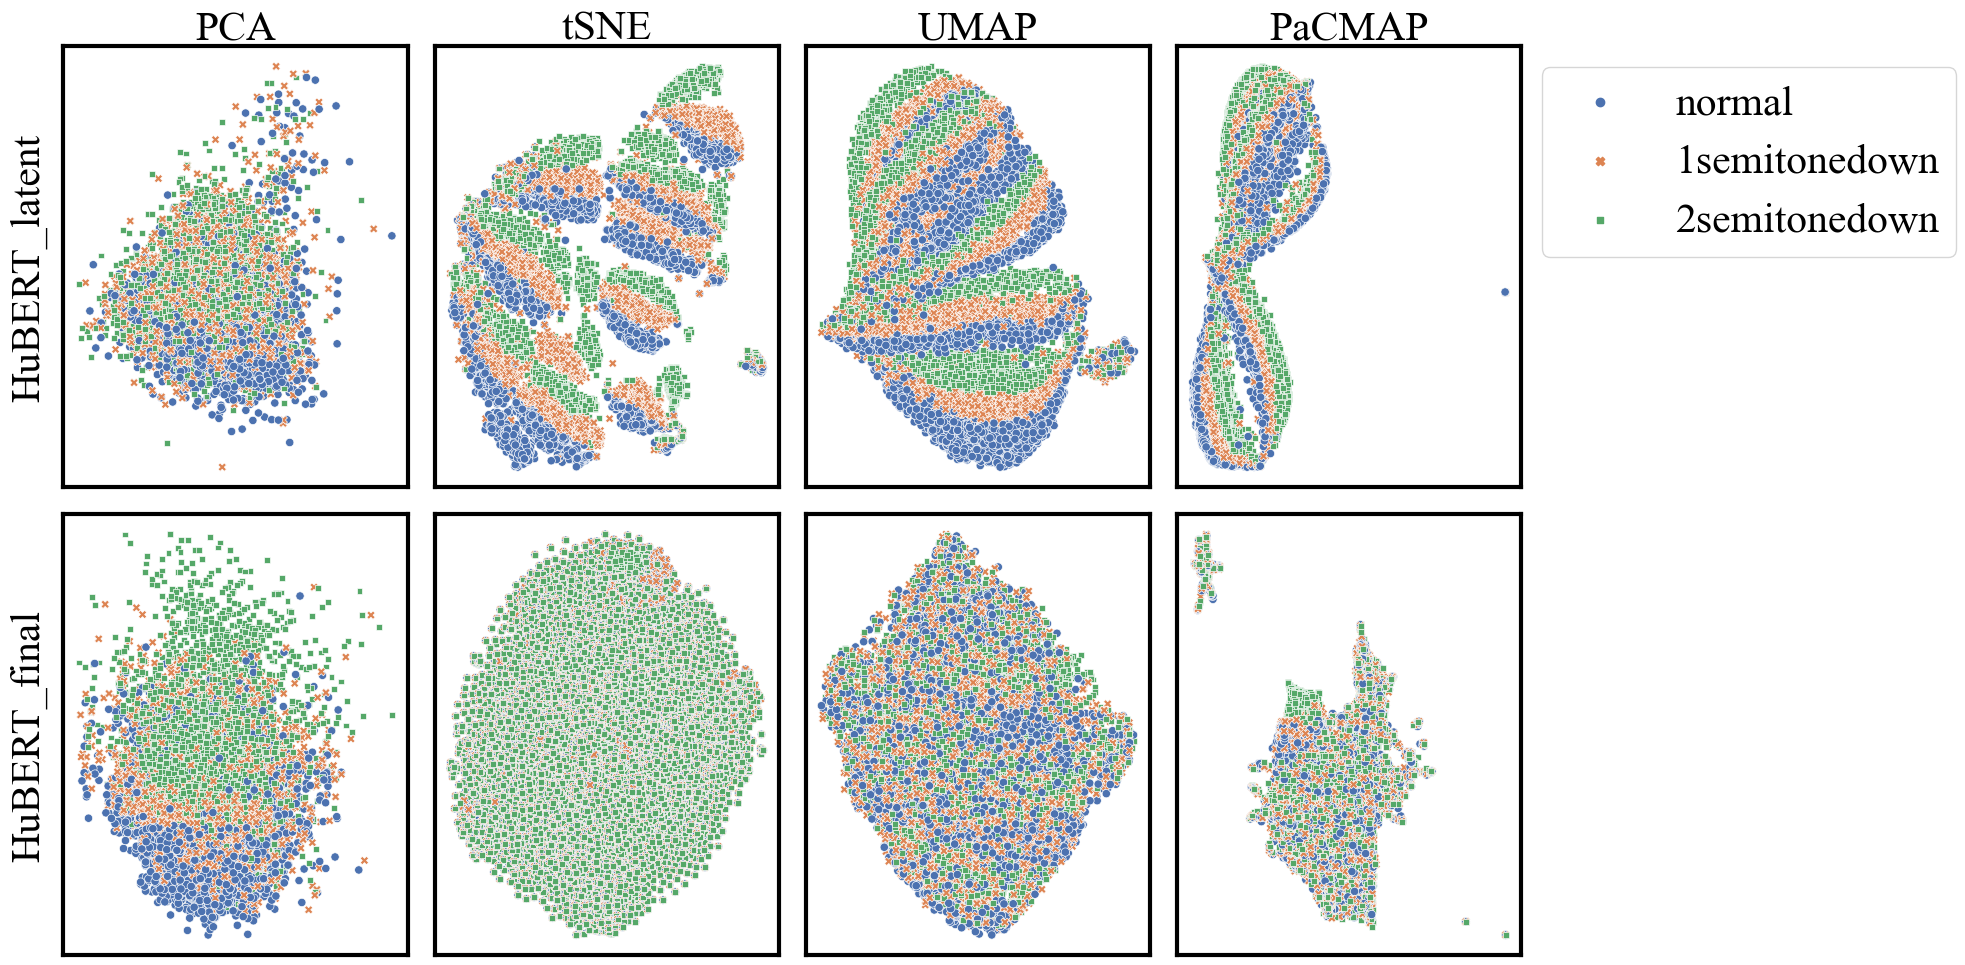 PCA
tSNE
UMAP
PaCMAP
HuBERT_latent
HuBERT_final
normal
1semitonedown
2semitonedown